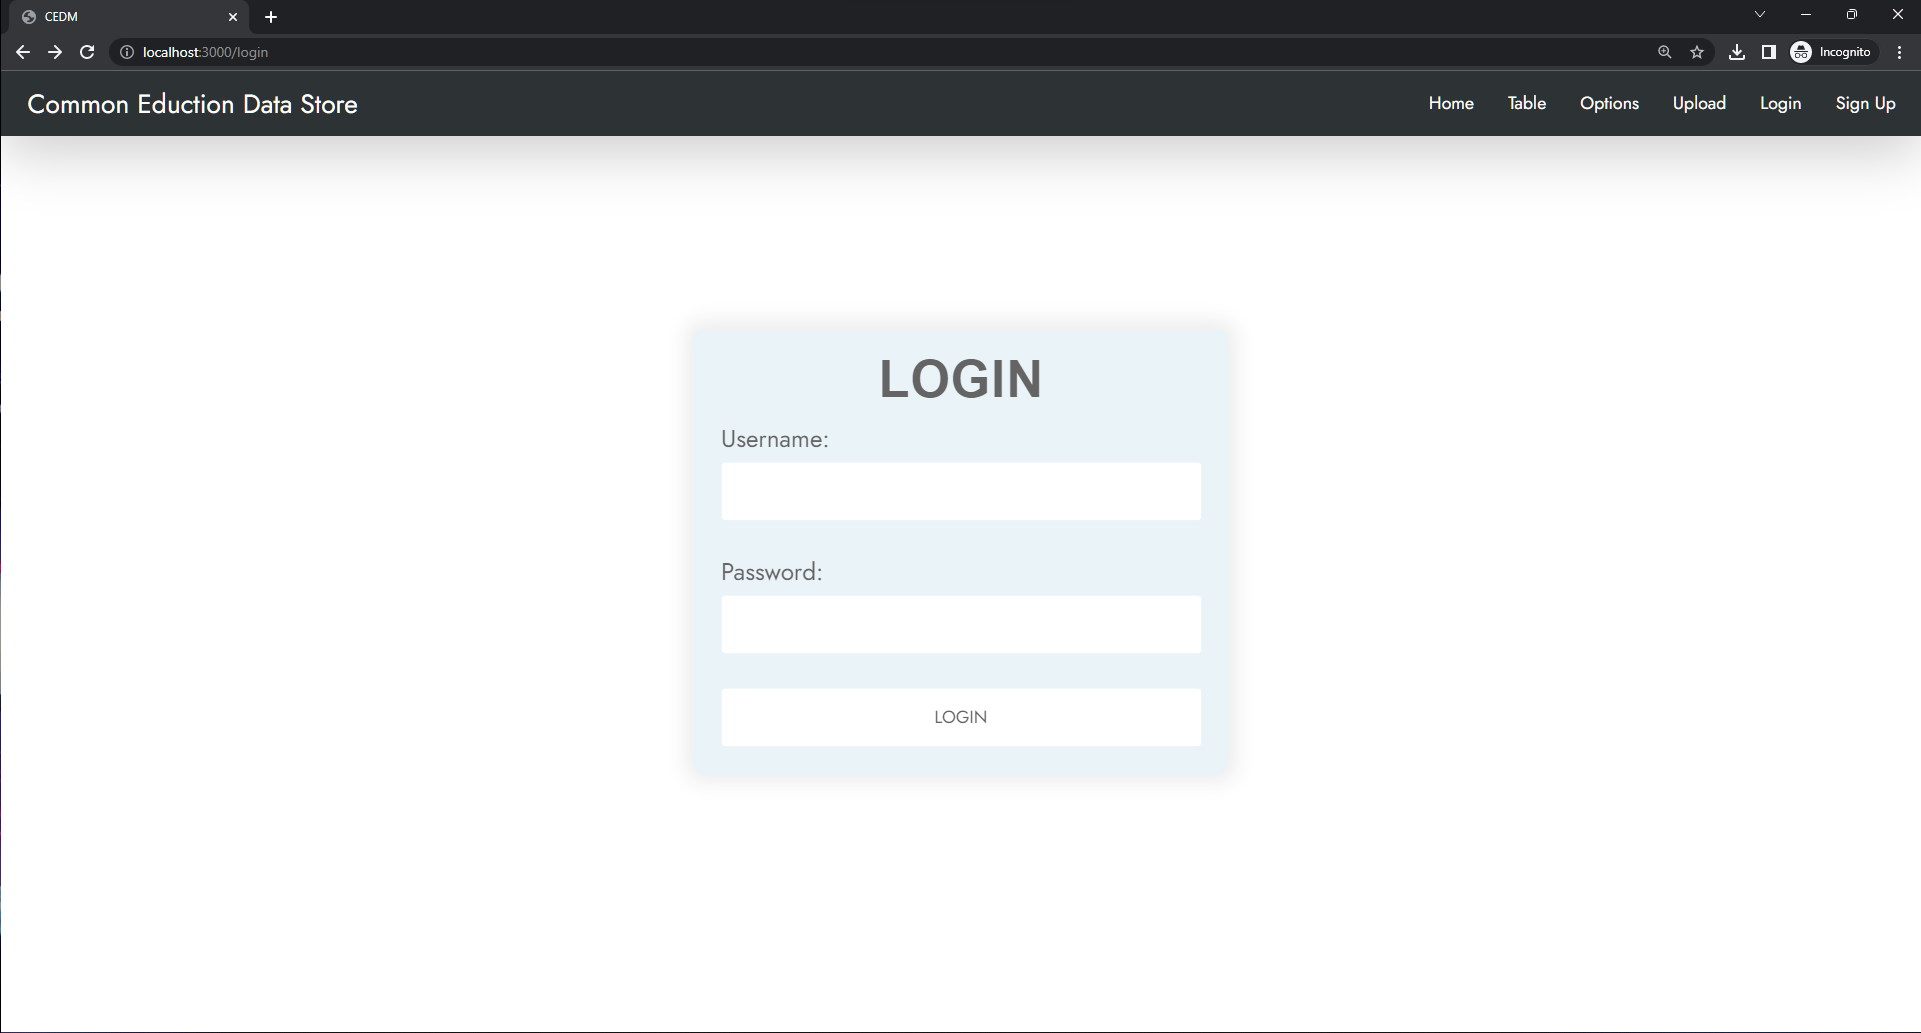 CEDM
localhost:3000/login
Incognito
Common Eduction Data Store
Home Table Options Upload Login Sign Up
LOGIN
Username:
Password:
LOGIN